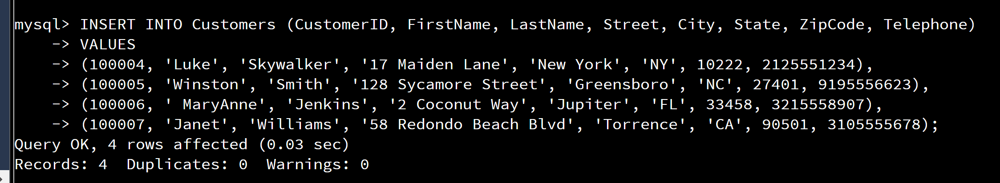 mysql> INSERT INTO Customers (CustomerID, FirstName, LastName, Street, City, State, ZipCode, Telephone)
    -> VALUES
    -> (100004, 'Luke', 'Skywalker', '17 Maiden Lane', 'New York', 'NY', 10222, 2125551234),
    -> (100005, 'Winston', 'Smith', '128 Sycamore Street', 'Greensboro', 'NC', 27401, 9195556623),
    -> (100006, ' MaryAnne', 'Jenkins', '2 Coconut Way', 'Jupiter', 'FL', 33458, 3215558907),
    -> (100007, 'Janet', 'Williams', '58 Redondo Beach Blvd', 'Torrence', 'CA', 90501, 3105555678);
Query OK, 4 rows affected (0.03 sec)
Records: 4  Duplicates: 0  Warnings: 0